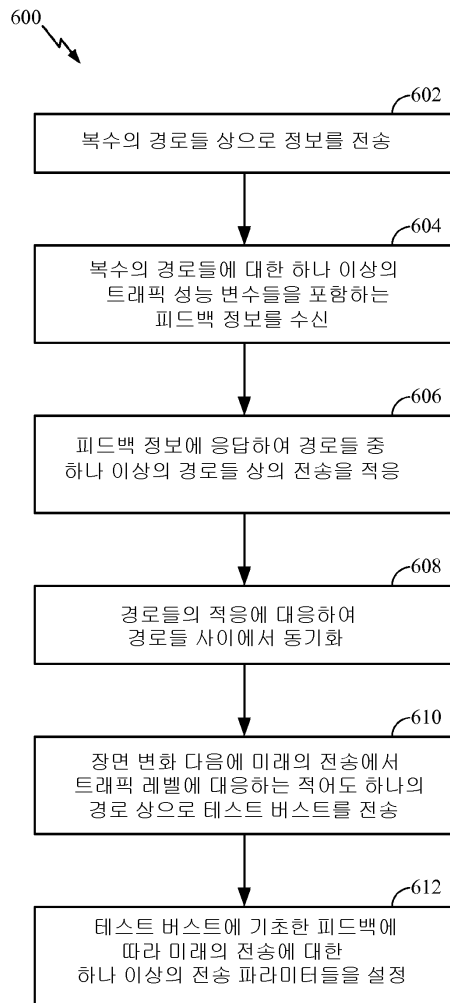 600
602
복수의 경로들 상으로 정보를 전송
604
복수의 경로들에 대한 하나 이상의
트래픽 성능 변수들을 포함하는
피드백 정보를 수신
606
피드백 정보에 응답하여 경로들 중
하나 이상의 경로들 상의 전송을 적응
608
경로들의 적응에 대응하여
경로들 사이에서 동기화
610
장면 변화 다음에 미래의 전송에서
트래픽 레벨에 대응하는 적어도 하나의
경로 상으로 테스트 버스트를 전송
612
테스트 버스트에 기초한 피드백에
따라 미래의 전송에 대한
하나 이상의 전송 파라미터들을 설정